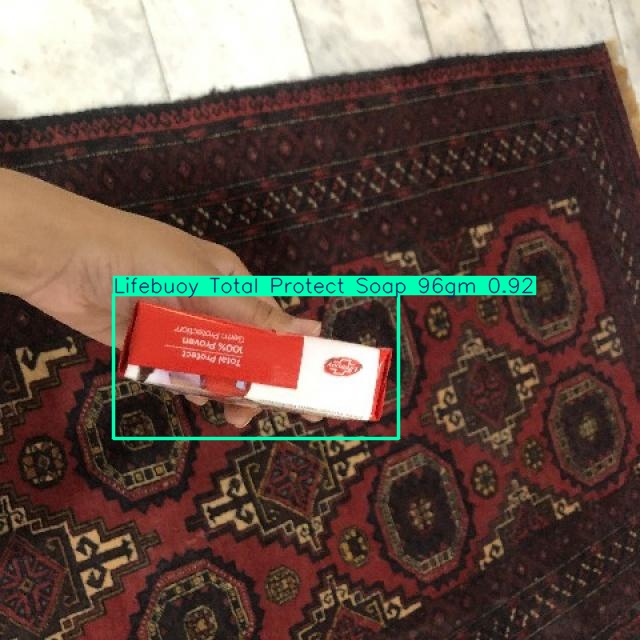 Lifebuoy Total Protect Soap 96gm 0.92
Total Protect
100% Proven
Germ Protection*